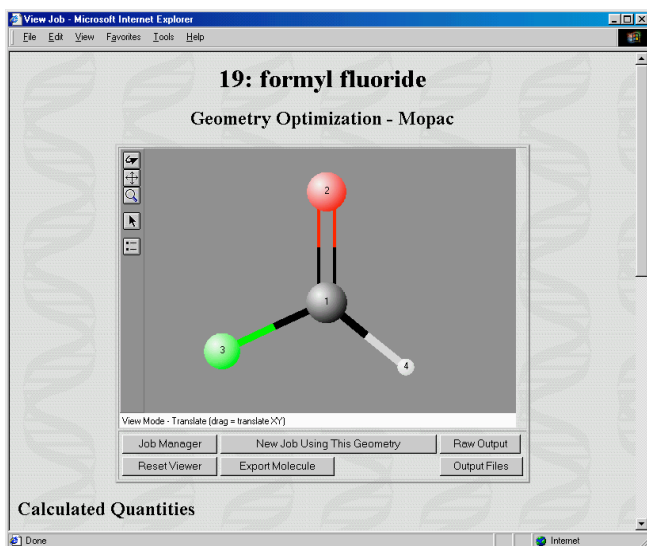 View Job - Microsoft Internet Explorer
File Edit View Favorites Tools Help
19: formyl fluoride
Geometry Optimization - Mopac
2
1
3
4
View Mode - Translate (drag = translate XY)
Job Manager New Job Using This Geometry Raw Output
Reset Viewer Export Molecule Output Files
Calculated Quantities
Done Internet